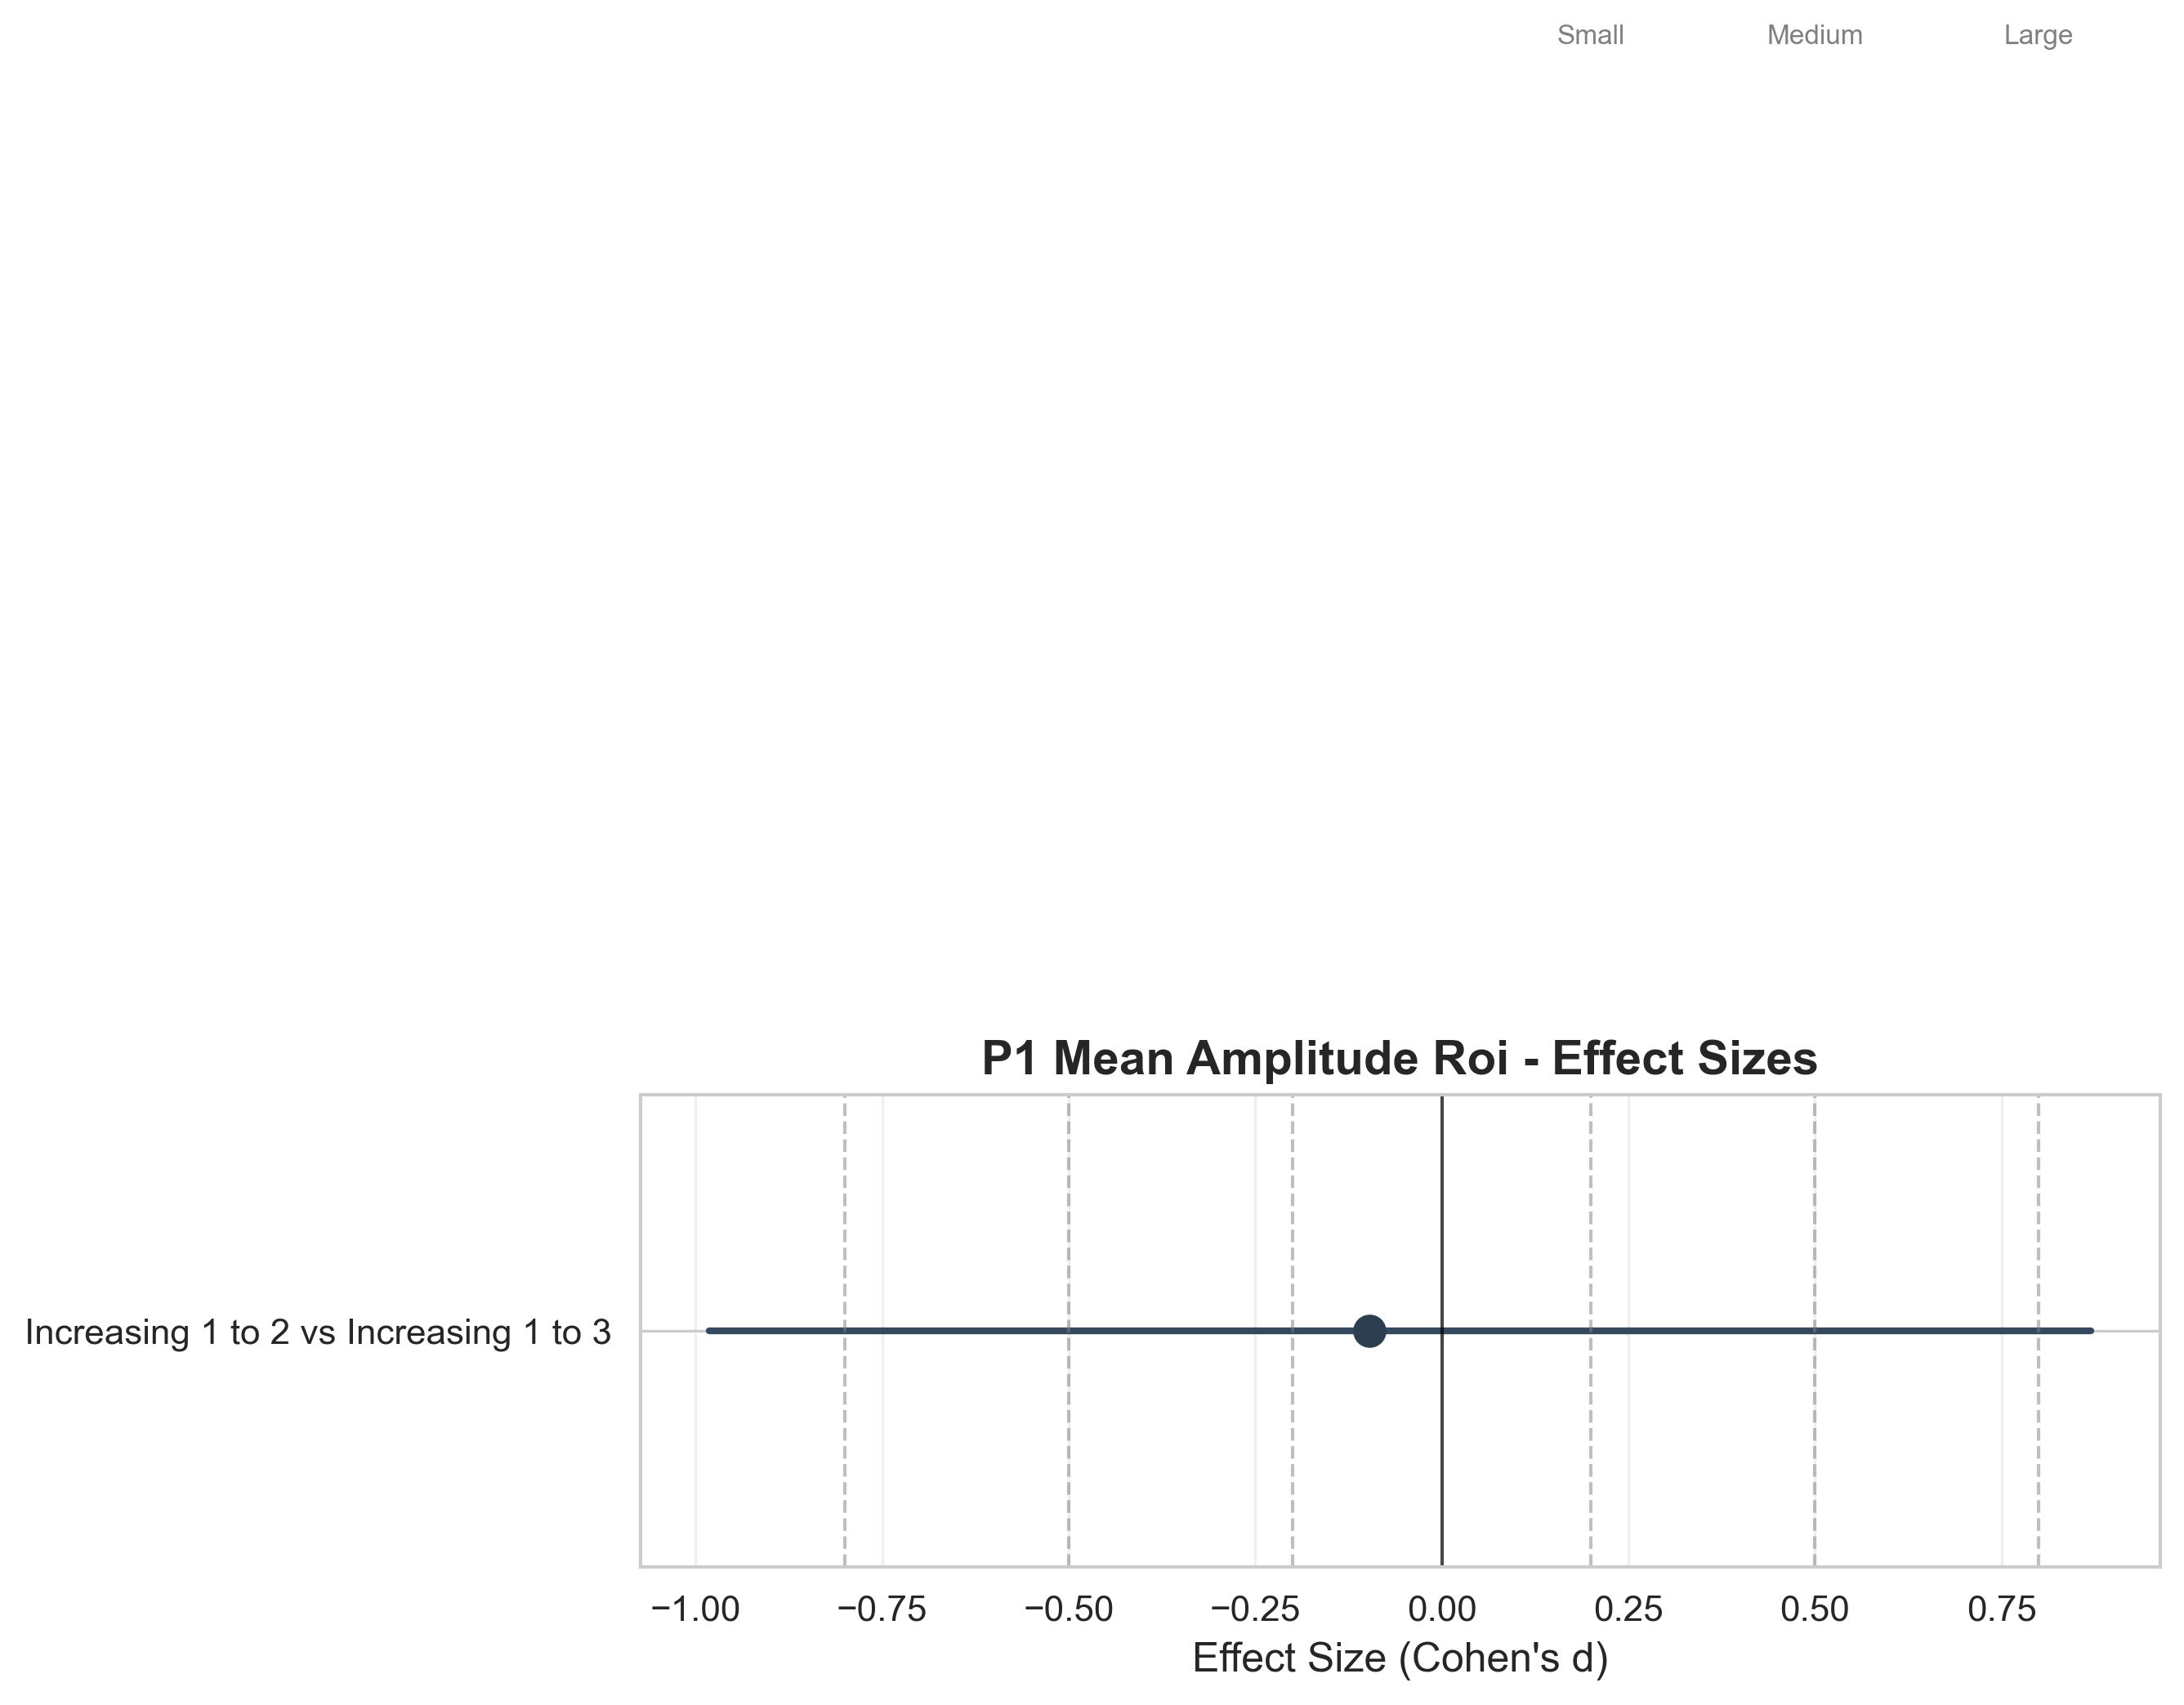 Small Medium Large
P1 Mean Amplitude Roi - Effect Sizes
Increasing 1 to 2 vs Increasing 1 to 3
−1.00 −0.75 −0.50 −0.25 0.00 0.25 0.50 0.75
Effect Size (Cohen's d)